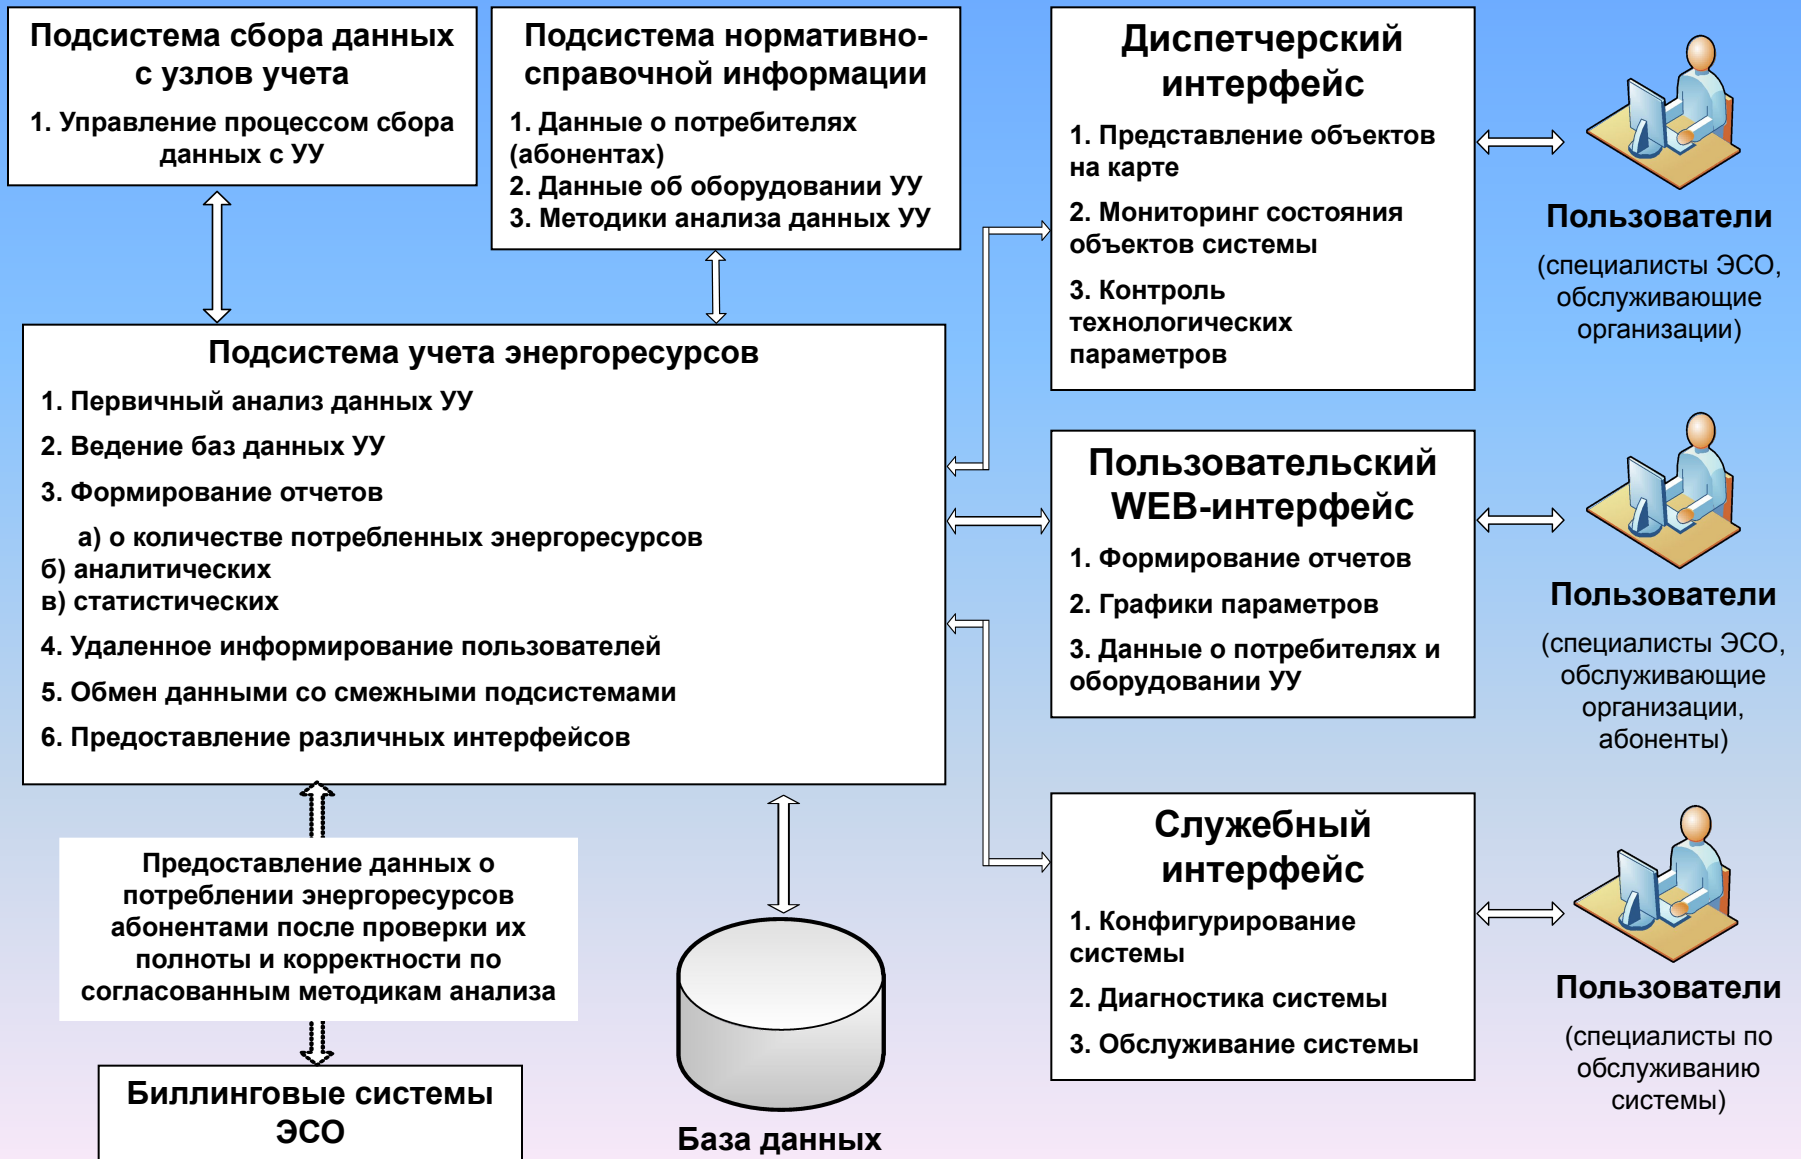 Подсистема сбора данных
с узлов учета
1. Управление процессом сбора
данных с УУ
Подсистема нормативно-
справочной информации
1. Данные о потребителях
(абонентах)
2. Данные об оборудовании УУ
3. Методики анализа данных УУ
Подсистема учета энергоресурсов
1. Первичный анализ данных УУ
2. Ведение баз данных УУ
3. Формирование отчетов
а) о количестве потребленных энергоресурсов
б) аналитических
в) статистических
4. Удаленное информирование пользователей
5. Обмен данными со смежными подсистемами
6. Предоставление различных интерфейсов
Предоставление данных о
потреблении энергоресурсов
абонентами после проверки их
полноты и корректности по
согласованным методикам анализа
Биллинговые системы
ЭСО
База данных
Диспетчерский
интерфейс
1. Представление объектов
на карте
2. Мониторинг состояния
объектов системы
3. Контроль
технологических
параметров
Пользователи
(специалисты ЭСО,
обслуживающие
организации)
Пользовательский
WEB-интерфейс
1. Формирование отчетов
2. Графики параметров
3. Данные о потребителях и
оборудовании УУ
Пользователи
(специалисты ЭСО,
обслуживающие
организации,
абоненты)
Служебный
интерфейс
1. Конфигурирование
системы
2. Диагностика системы
3. Обслуживание системы
Пользователи
(специалисты по
обслуживанию
системы)